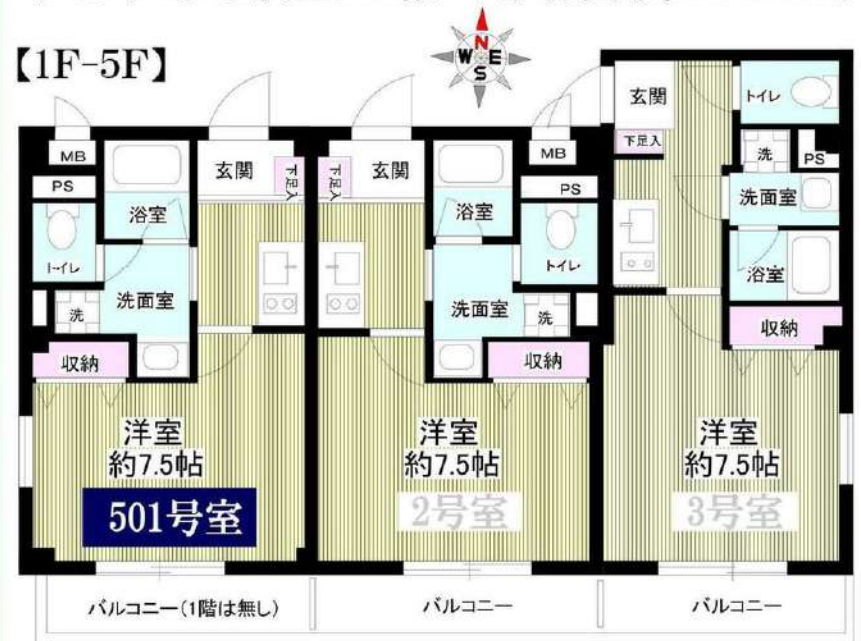 【1F-5F】
N
W E
S
MB
PS
浴室
玄関
下足入
トイレ
洗面室
洗
収納
洋室
約7.5帖
501号室
バルコニー(1階は無し)
下足入
玄関
浴室
MB
PS
トイレ
洗面室
洗
収納
洋室
約7.5帖
2号室
バルコニー
玄関
下足入
トイレ
洗
PS
洗面室
浴室
収納
洋室
約7.5帖
3号室
バルコニー